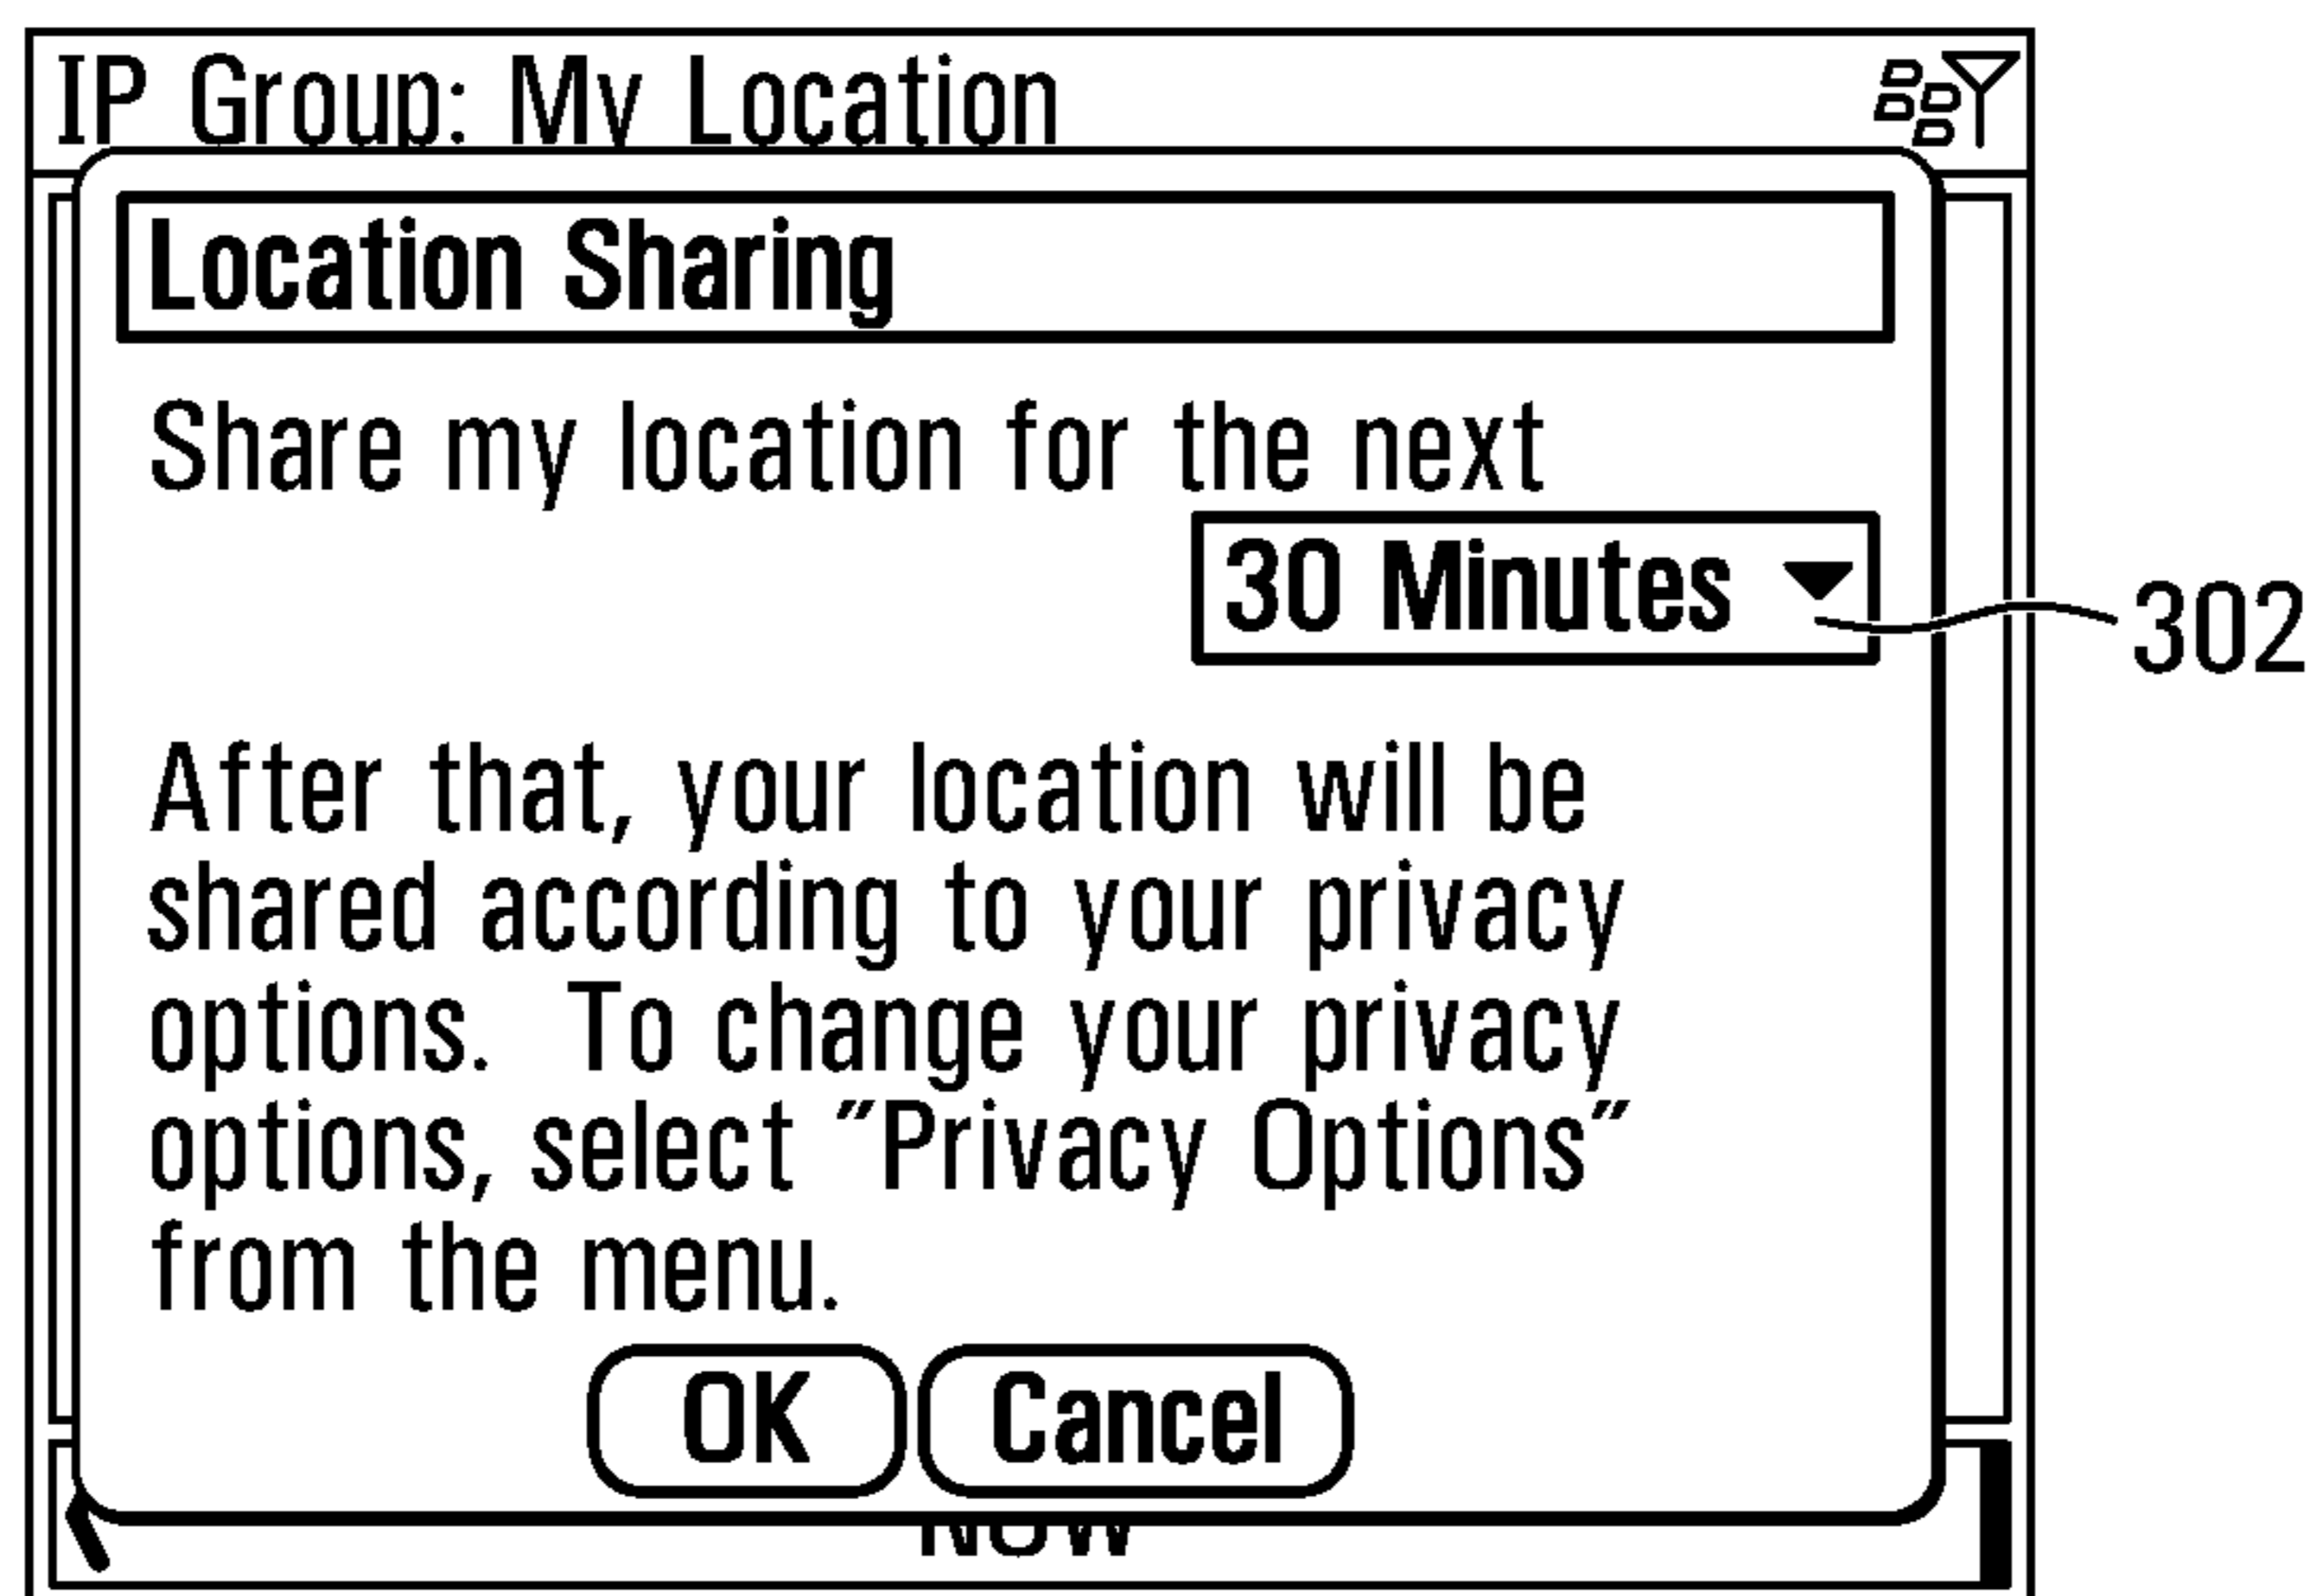 IP Group: My Location
Location Sharing
Share my location for the next
30 Minutes
302
After that, your location will be
shared according to your privacy
options. To change your privacy
options, select "Privacy Options"
from the menu.
OK Cancel